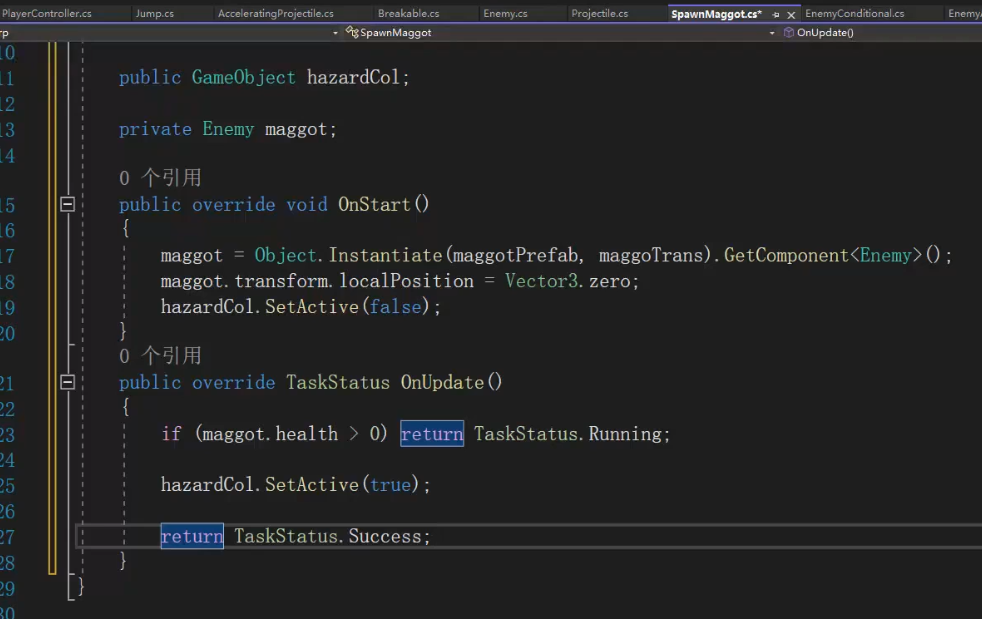 PlayerController.cs Jump.cs AcceleratingProjectile.cs Breakable.cs Enemy.cs Projectile.cs SpawnMaggot.cs* EnemyConditional.cs Enemy
rp SpawnMaggot OnUpdate()
10
11 public GameObject hazardCol;
12
13 private Enemy maggot;
14
0 个引用
15 public override void OnStart()
16 {
17 maggot = Object.Instantiate(maggotPrefab, maggoTrans).GetComponent<Enemy>();
18 maggot.transform.localPosition = Vector3.zero;
19 hazardCol.SetActive(false);
20 }
0 个引用
21 public override TaskStatus OnUpdate()
22 {
23 if (maggot.health > 0) return TaskStatus.Running;
24
25 hazardCol.SetActive(true);
26
27 return TaskStatus.Success;
28 }
29 }
30